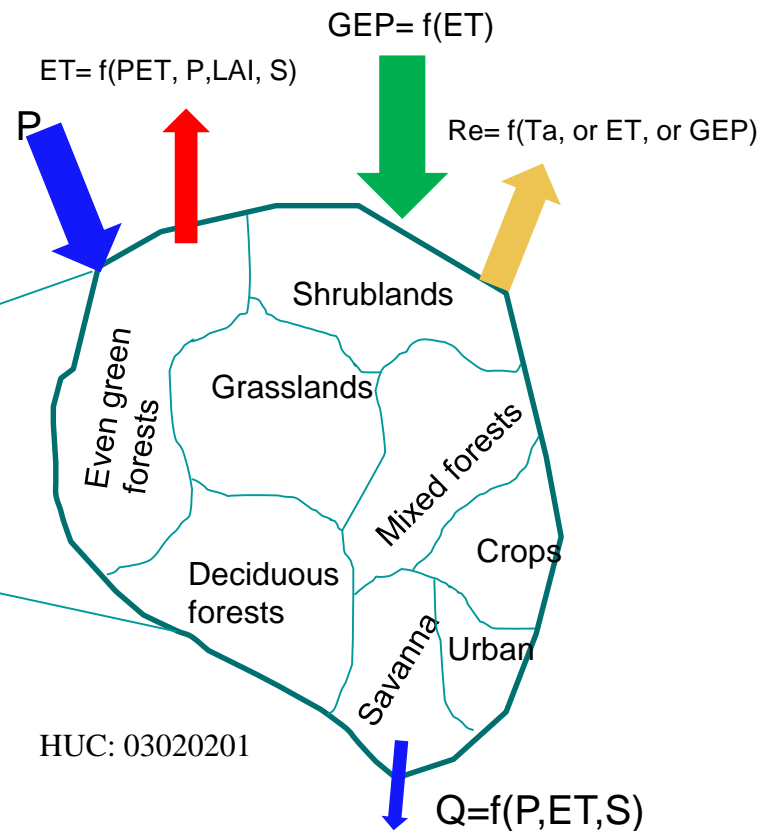 GEP= f(ET)
ET= f(PET, P,LAI, S)
P
Re= f(Ta, or ET, or GEP)
Shrublands
Grasslands
Even green
forests
Mixed forests
Crops
Deciduous
forests
Savanna
Urban
HUC: 03020201
Q=f(P,ET,S)